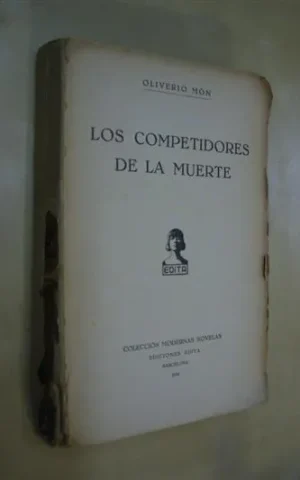 OLIVERIO MÓN
LOS COMPETIDORES
DE LA MUERTE
EDITA
COLECCIÓN MODERNAS NOVELAS
EDICIONES EDITA
BARCELONA